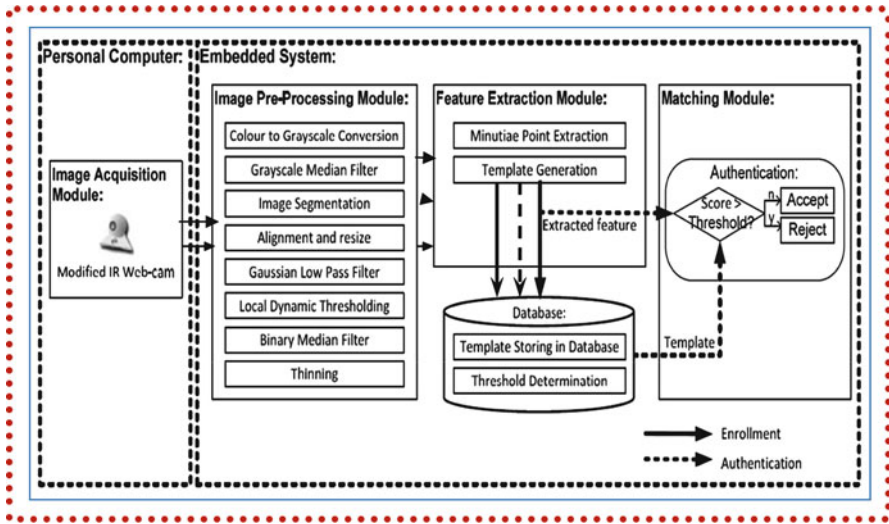 Personal Computer:
Embedded System:
Image Acquisition
Module:
Modified IR Web-cam
Image Pre-Processing Module:
Colour to Grayscale Conversion
Grayscale Median Filter
Image Segmentation
Alignment and resize
Gaussian Low Pass Filter
Local Dynamic Thresholding
Binary Median Filter
Thinning
Feature Extraction Module:
Minutiae Point Extraction
Template Generation
Extracted feature
Database:
Template Storing in Database
Threshold Determination
Template
Matching Module:
Authentication:
Score >
Threshold?
n
Accept
y
Reject
Enrollment
Authentication